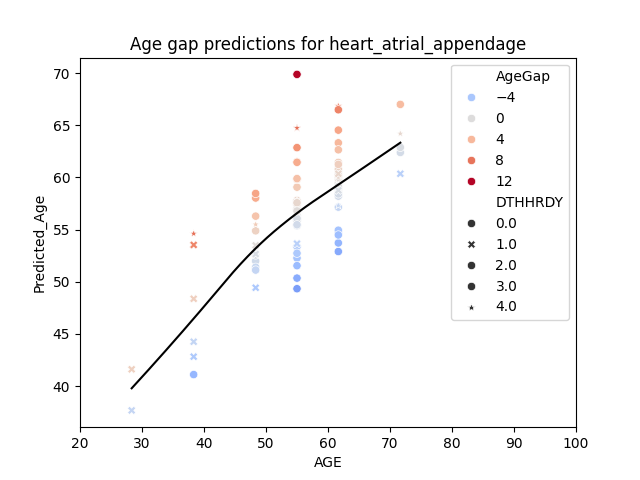 Age gap predictions for heart_atrial_appendage
Predicted_Age
70
65
60
55
50
45
40
20 30 40 50 60 70 80 90 100
AGE
AgeGap
−4
0
4
8
12
DTHHRDY
0.0
1.0
2.0
3.0
4.0